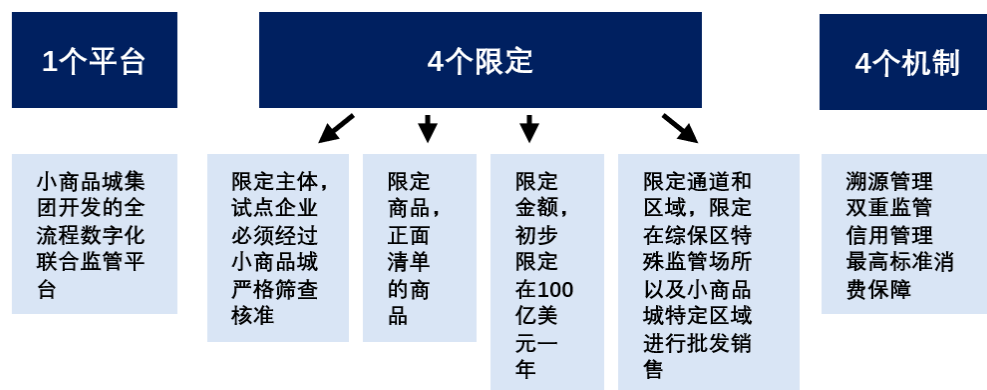 1个平台
4个限定
4个机制
小商品城集
团开发的全
流程数字化
联合监管平
台
限定主体，
试点企业
必须经过
小商品城
严格筛查
核准
限定
商品，
正面
清单
的商
品
限定
金额，
初步
限定
在100
亿美
元一
年
限定通道和
区域，限定
在综保区特
殊监管场所
以及小商品
城特定区域
进行批发销
售
溯源管理
双重监管
信用管理
最高标准消
费保障